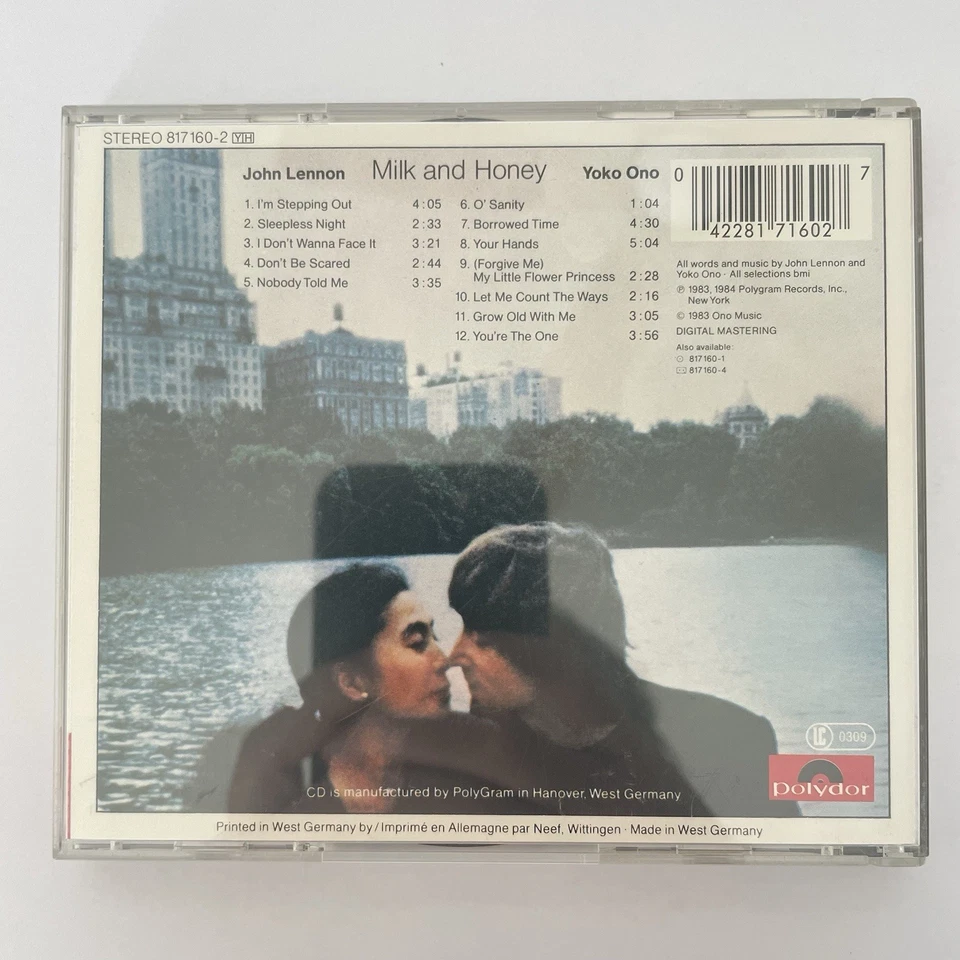 STEREO 817160-2 YH
John Lennon Milk and Honey Yoko Ono
1. I'm Stepping Out 4:05
2. Sleepless Night 2:33
3. I Don't Wanna Face It 3:21
4. Don't Be Scared 2:44
5. Nobody Told Me 3:35
6. O' Sanity 1:04
7. Borrowed Time 4:30
8. Your Hands 5:04
9. (Forgive Me)
My Little Flower Princess 2:28
10. Let Me Count The Ways 2:16
11. Grow Old With Me 3:05
12. You're The One 3:56
0 42281 71602 7
All words and music by John Lennon and
Yoko Ono · All selections bmi
℗ 1983, 1984 Polygram Records, Inc.,
New York
© 1983 Ono Music
DIGITAL MASTERING
Also available:
817160-1
817160-4
LC 0309
polydor
CD is manufactured by PolyGram in Hanover, West Germany
Printed in West Germany by / Imprimé en Allemagne par Neef, Wittingen · Made in West Germany